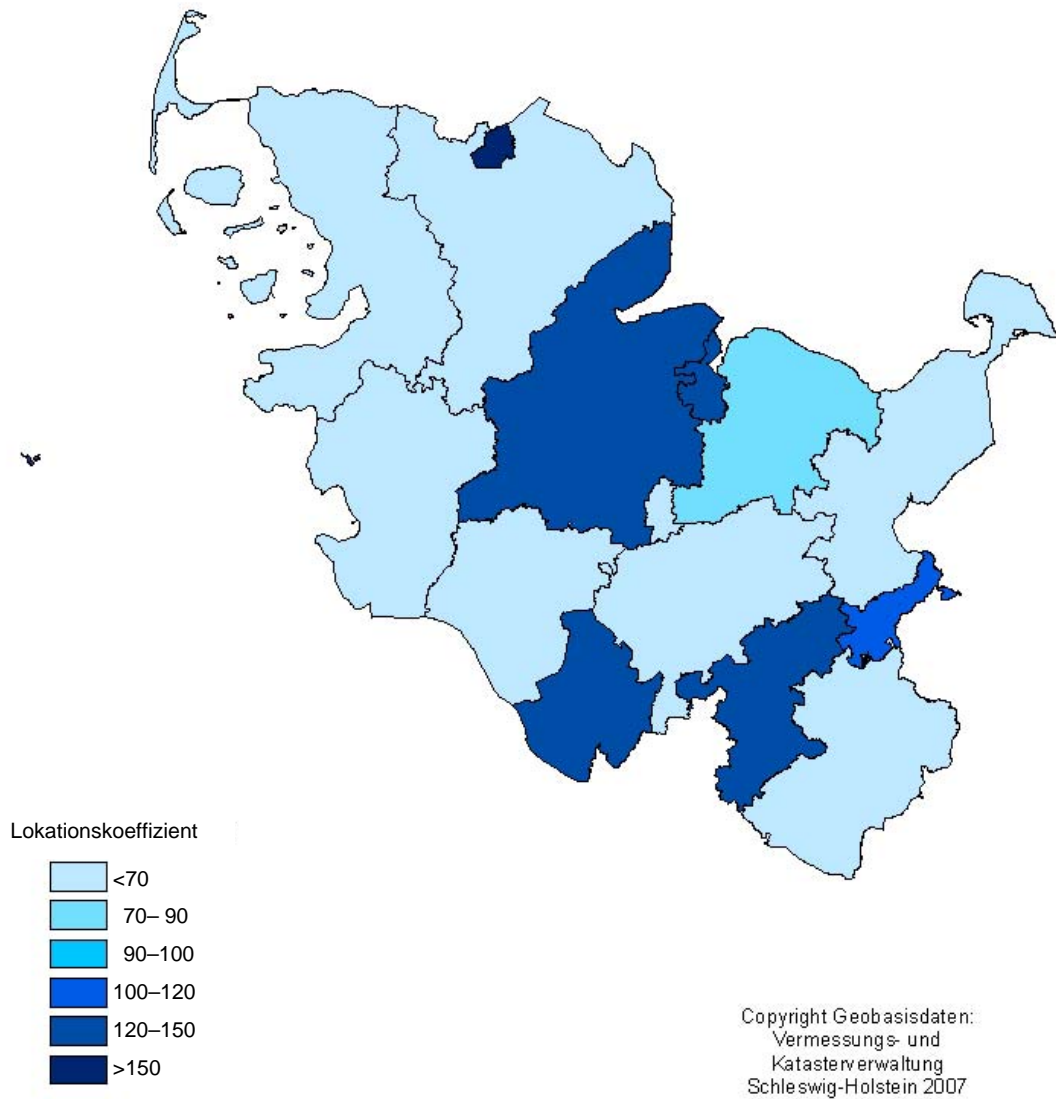 Lokationskoeffizient
<70
70– 90
90–100
100–120
120–150
>150
Copyright Geobasisdaten:
Vermessungs- und
Katasterverwaltung
Schleswig-Holstein 2007